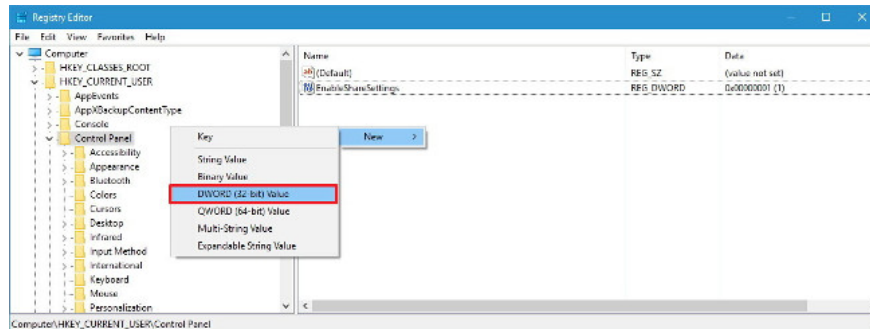 Registry Editor
File Edit View Favorites Help
Computer
HKEY_CLASSES_ROOT
HKEY_CURRENT_USER
AppEvents
AppXBackupContentType
Console
Control Panel
Accessibility
Appearance
Bluetooth
Colors
Cursors
Desktop
Infrared
Input Method
International
Keyboard
Mouse
Personalization
Key
String Value
Binary Value
DWORD (32-bit) Value
QWORD (64-bit) Value
Multi-String Value
Expandable String Value
New
Name Type Data
ab (Default) REG_SZ (value not set)
EnableShareSettings REG_DWORD 0x00000001 (1)
Computer\HKEY_CURRENT_USER\Control Panel